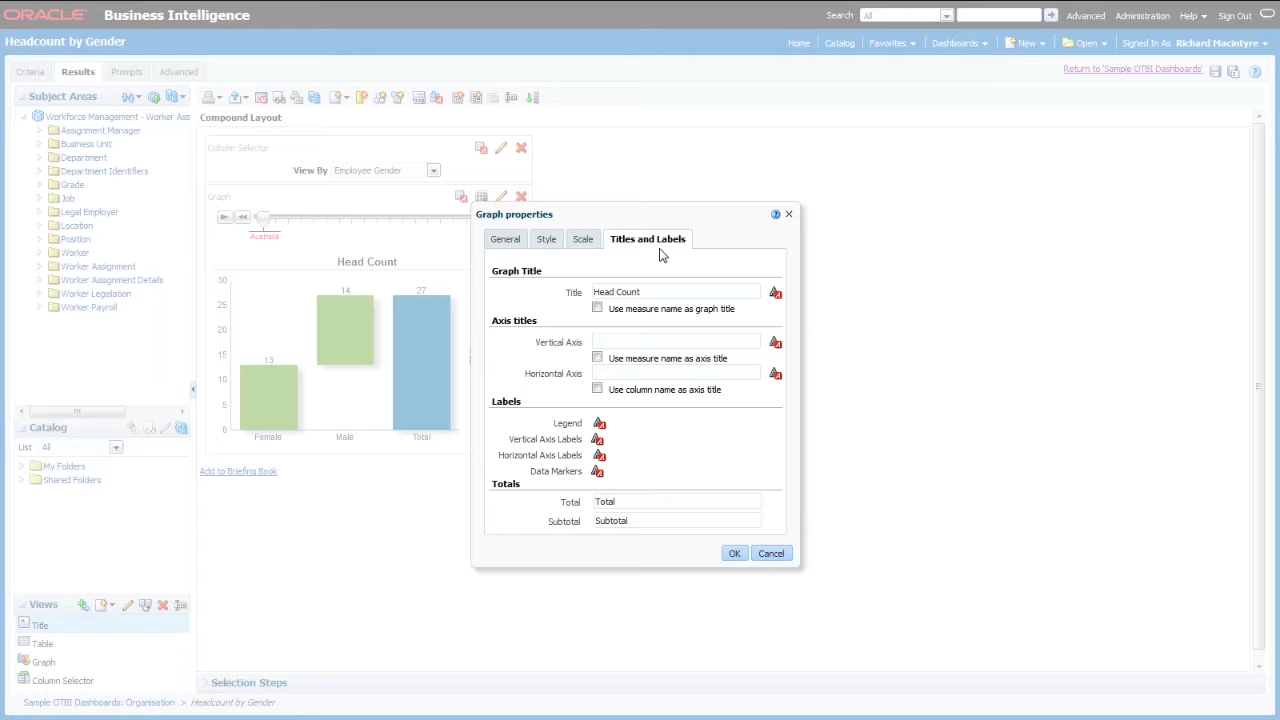 ORACLE Business Intelligence
Search All Advanced Administration Help Sign Out
Headcount by Gender
Home Catalog Favorites Dashboards New Open Signed In As Richard Macintyre
Criteria Results Prompts Advanced
Return to 'Sample OTBI Dashboards'
Subject Areas
Workforce Management - Worker Ass
Assignment Manager
Business Unit
Department
Department Identifiers
Grade
Job
Legal Employer
Location
Position
Worker
Worker Assignment
Worker Assignment Details
Worker Legislation
Worker Payroll
Catalog
List All
My Folders
Shared Folders
Views
Title
Table
Graph
Column Selector
Compound Layout
Column Selector
View By Employee Gender
Graph
Australia
Head Count
30
25
20
15
10
5
0
13
14
27
Female Male Total
Add to Briefing Book
Graph properties
General Style Scale Titles and Labels
Graph Title
Title Head Count
Use measure name as graph title
Axis titles
Vertical Axis
Use measure name as axis title
Horizontal Axis
Use column name as axis title
Labels
Legend
Vertical Axis Labels
Horizontal Axis Labels
Data Markers
Totals
Total Total
Subtotal Subtotal
OK Cancel
Selection Steps
Sample OTBI Dashboards: Organisation > Headcount by Gender